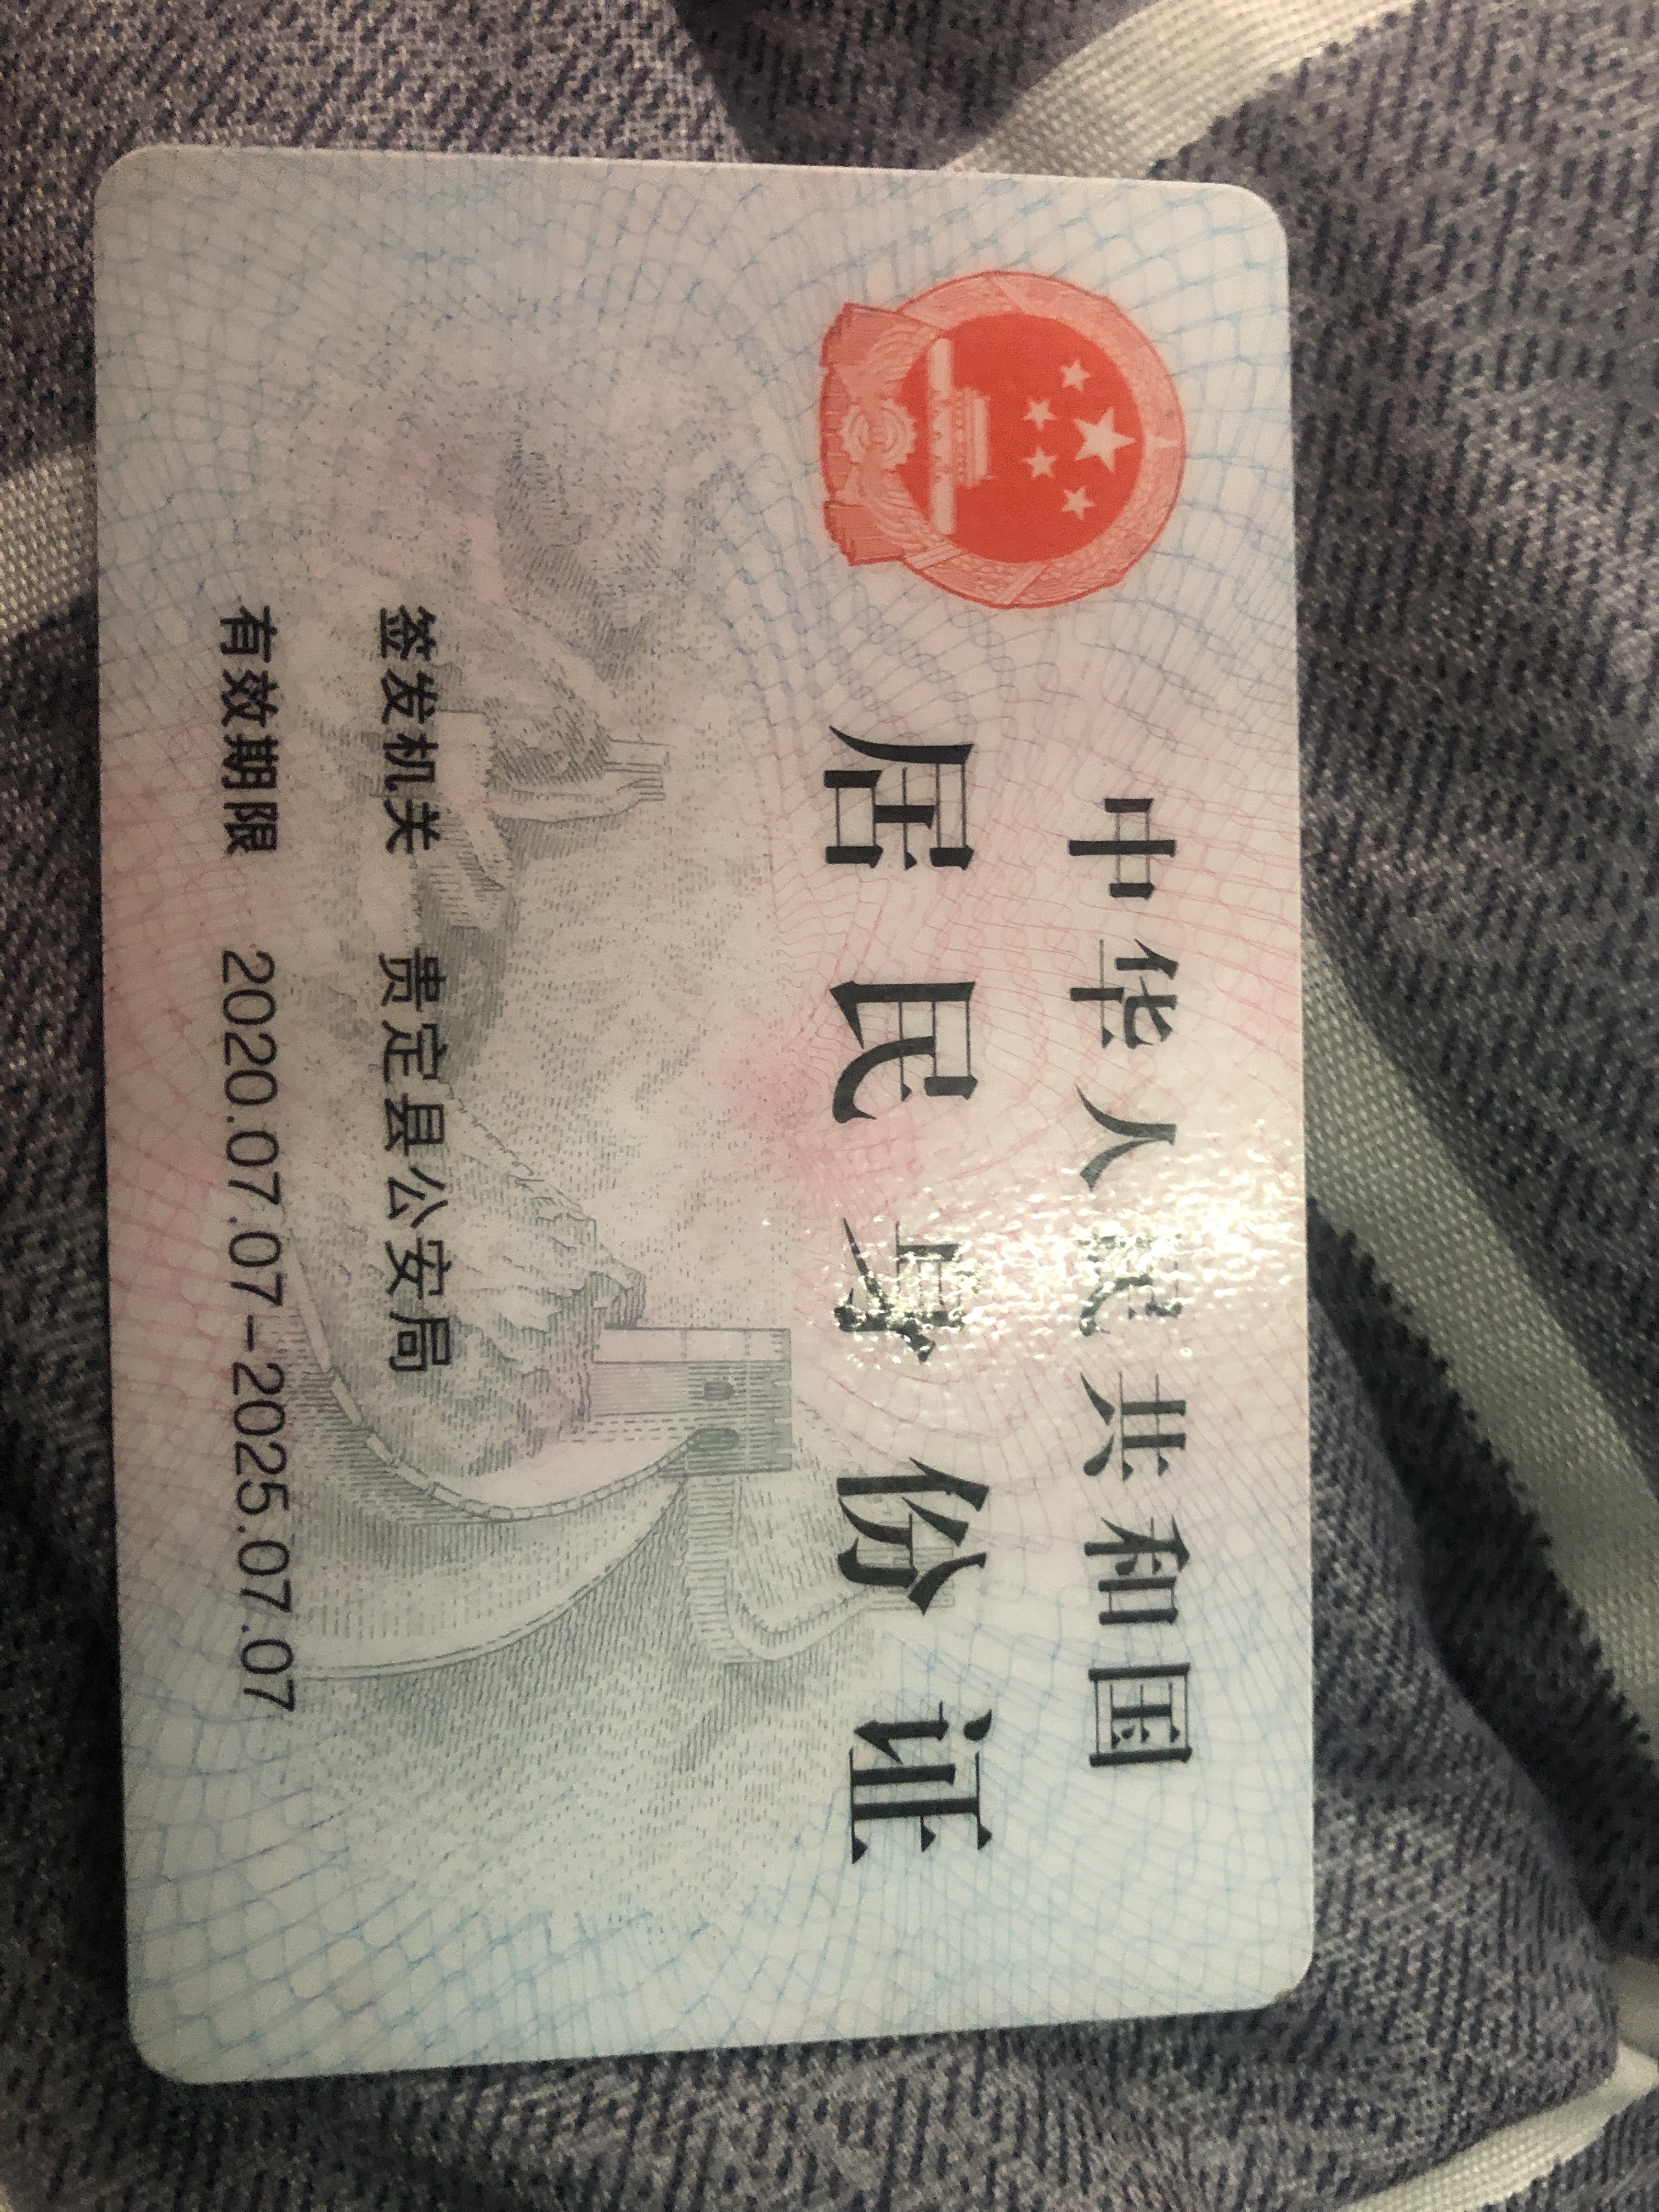 中华人民共和国
居民身份证
签发机关 贵定县公安局
有效期限 2020.07.07-2025.07.07